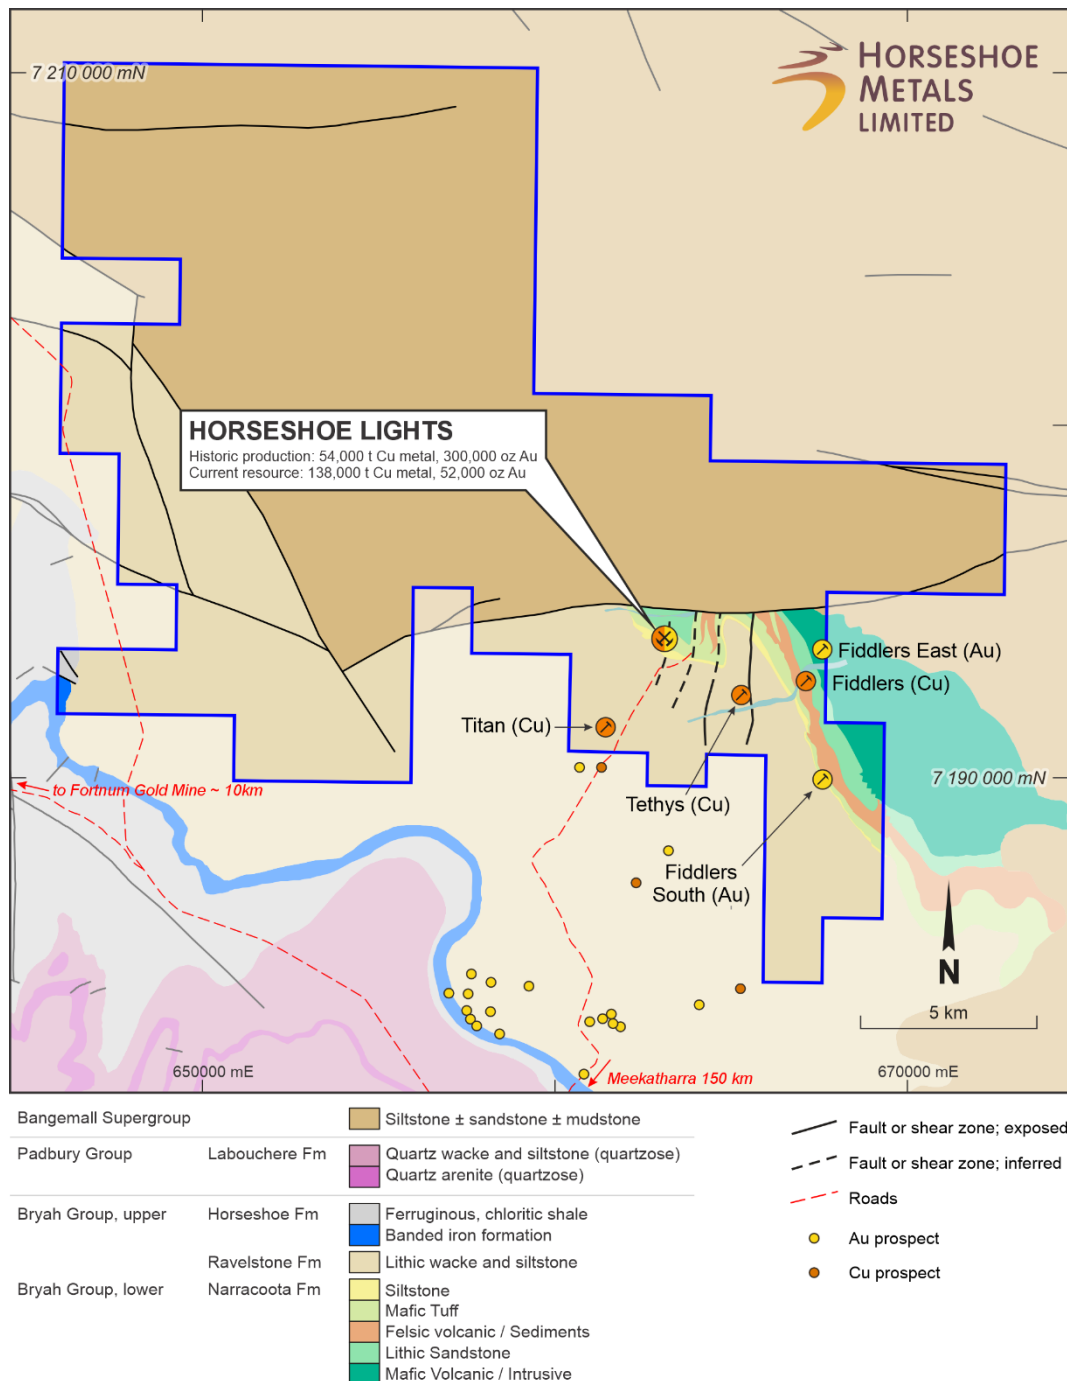 7 210 000 mN
HORSESHOE
METALS
LIMITED
HORSESHOE LIGHTS
Historic production: 54,000 t Cu metal, 300,000 oz Au
Current resource: 138,000 t Cu metal, 52,000 oz Au
Fiddlers East (Au)
Fiddlers (Cu)
Titan (Cu)
7 190 000 mN
to Fortnum Gold Mine ~ 10km
Tethys (Cu)
Fiddlers
South (Au)
N
5 km
650000 mE
Meekatharra 150 km
670000 mE
Bangemall Supergroup Siltstone ± sandstone ± mudstone
Padbury Group Labouchere Fm Quartz wacke and siltstone (quartzose)
Quartz arenite (quartzose)
Bryah Group, upper Horseshoe Fm Ferruginous, chloritic shale
Banded iron formation
Ravelstone Fm Lithic wacke and siltstone
Bryah Group, lower Narracoota Fm Siltstone
Mafic Tuff
Felsic volcanic / Sediments
Lithic Sandstone
Mafic Volcanic / Intrusive
Fault or shear zone; exposed
Fault or shear zone; inferred
Roads
Au prospect
Cu prospect